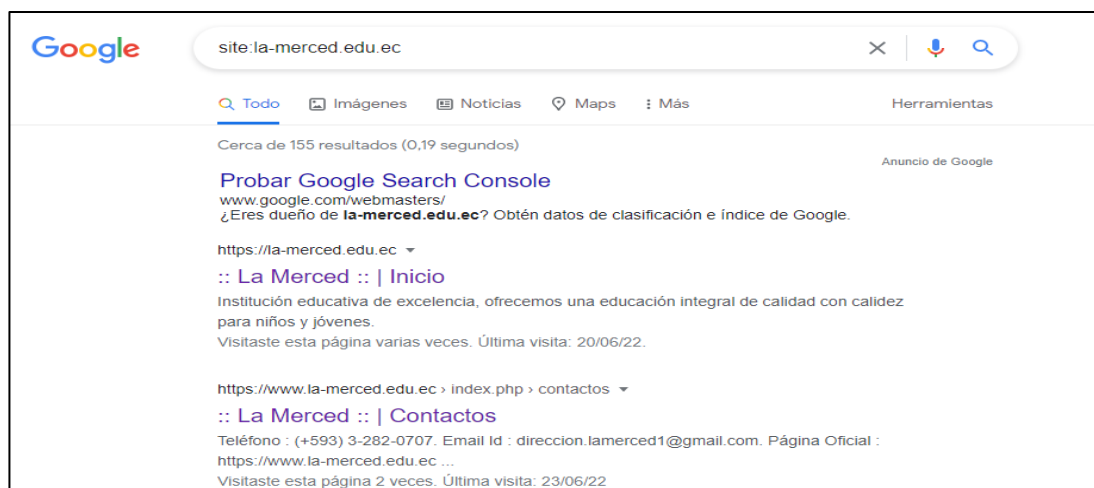 Google
site:la-merced.edu.ec
Todo Imágenes Noticias Maps Más Herramientas
Cerca de 155 resultados (0,19 segundos)
Anuncio de Google
Probar Google Search Console
www.google.com/webmasters/
¿Eres dueño de la-merced.edu.ec? Obtén datos de clasificación e índice de Google.
https://la-merced.edu.ec
:: La Merced :: | Inicio
Institución educativa de excelencia, ofrecemos una educación integral de calidad con calidez
para niños y jóvenes.
Visitaste esta página varias veces. Última visita: 20/06/22.
https://www.la-merced.edu.ec › index.php › contactos
:: La Merced :: | Contactos
Teléfono : (+593) 3-282-0707. Email Id : direccion.lamerced1@gmail.com. Página Oficial :
https://www.la-merced.edu.ec ...
Visitaste esta página 2 veces. Última visita: 23/06/22